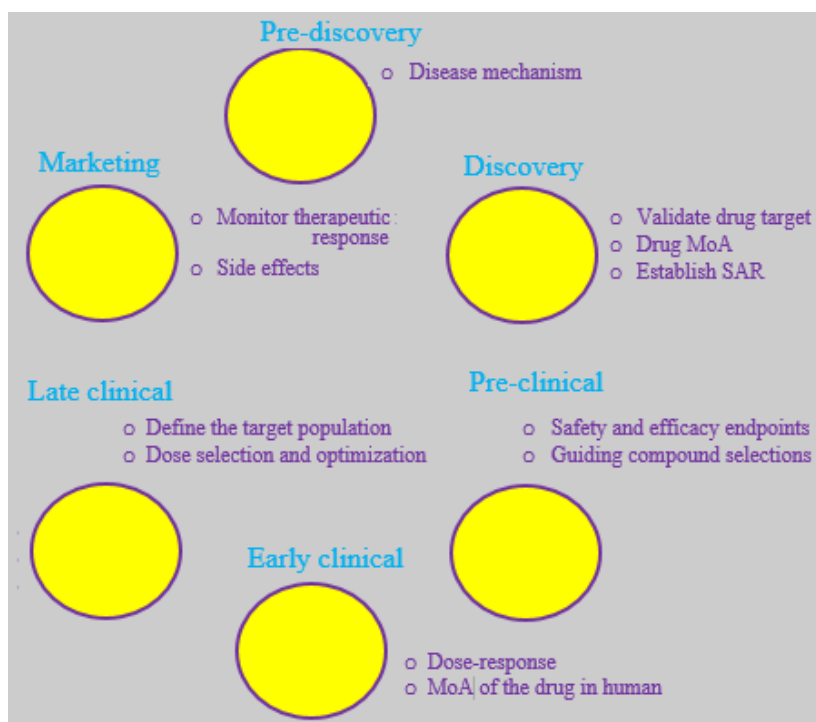 Pre-discovery
o Disease mechanism
Marketing
o Monitor therapeutic
response
o Side effects
Discovery
o Validate drug target
o Drug MoA
o Establish SAR
Late clinical
o Define the target population
o Dose selection and optimization
Pre-clinical
o Safety and efficacy endpoints
o Guiding compound selections
Early clinical
o Dose-response
o MoA of the drug in human